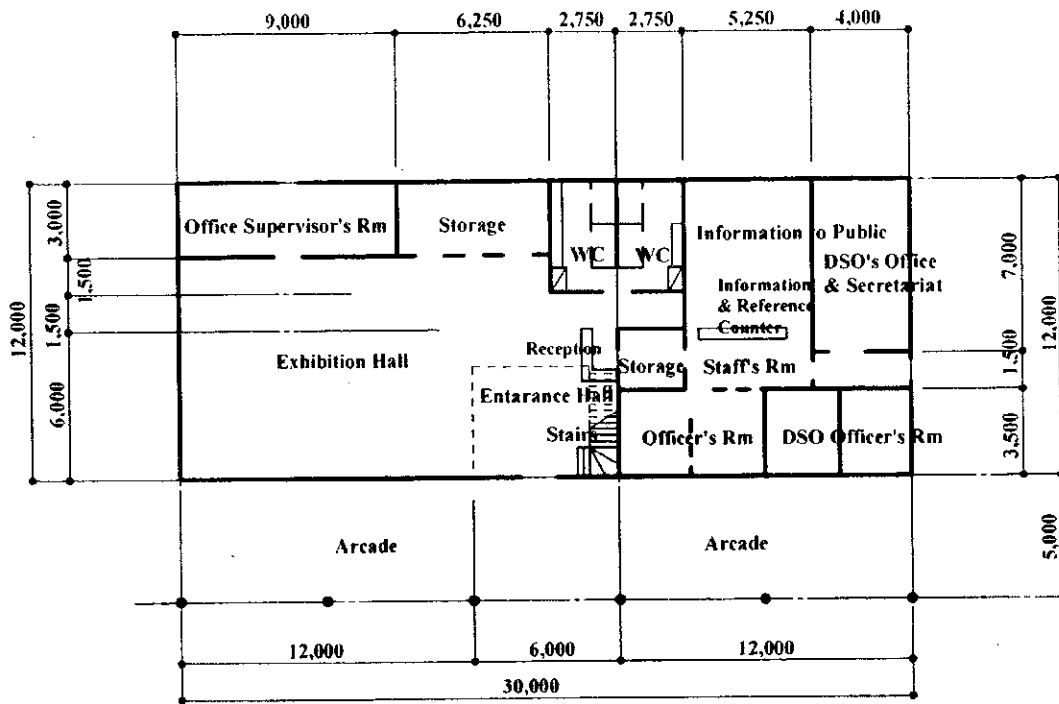 9,000 6,250 2,750 2,750 5,250 4,000
3,000
1,500
1,500
6,000
12,000
Office Supervisor's Rm
Storage
WC
WC
Information to Public
DSO's Office
& Secretariat
Information
& Reference
Counter
Exhibition Hall
Reception
Storage
Staff's Rm
Entarance Hall
Stairs
Officer's Rm
DSO Officer's Rm
7,000
1,500
3,500
12,000
5,000
Arcade
Arcade
12,000 6,000 12,000
30,000